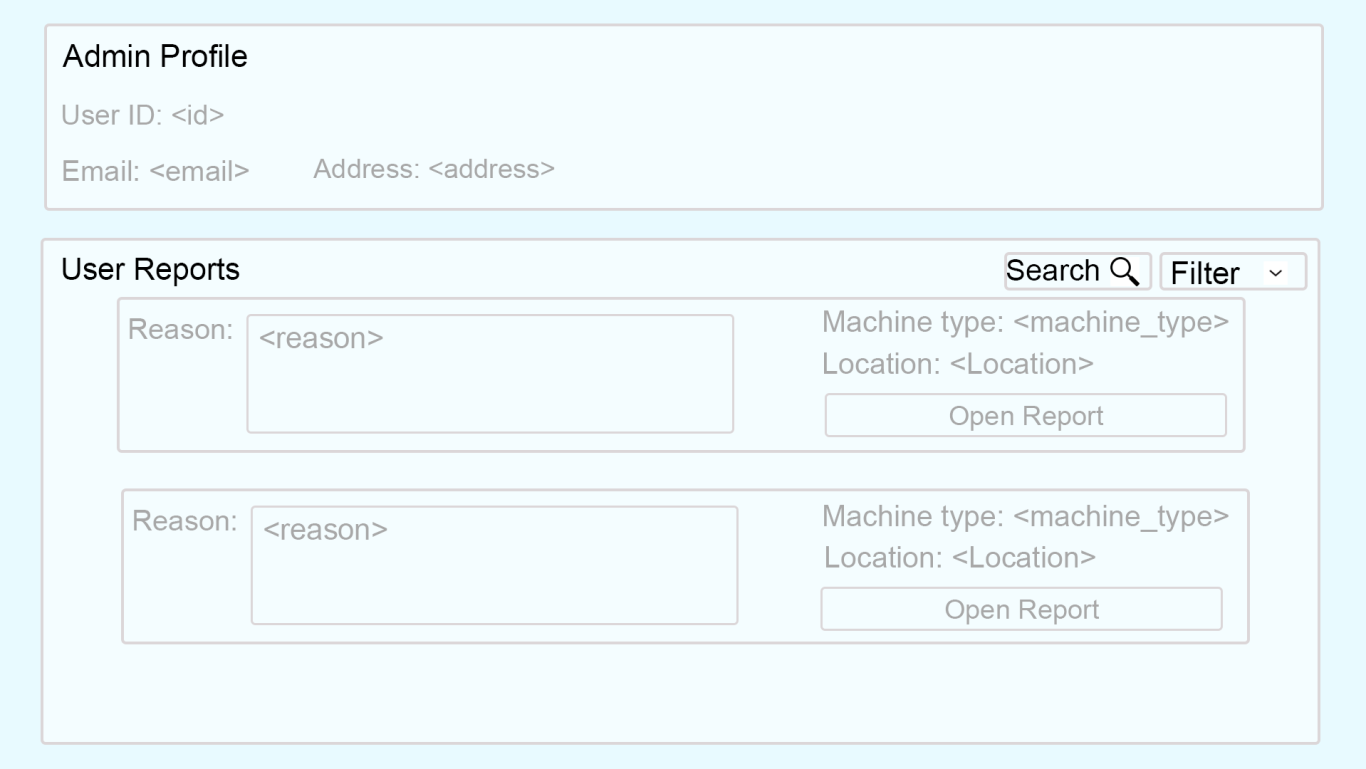 Admin Profile
User ID: <id>
Email: <email> Address: <address>
User Reports
Search Filter
Reason: <reason>
Machine type: <machine_type>
Location: <Location>
Open Report
Reason: <reason>
Machine type: <machine_type>
Location: <Location>
Open Report